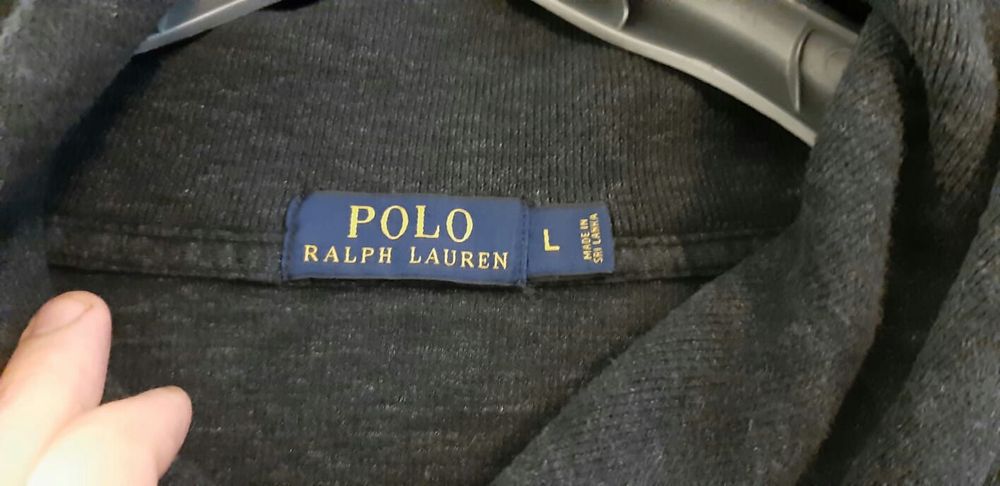 POLO
RALPH LAUREN
L
MADE IN
SRI LANKA